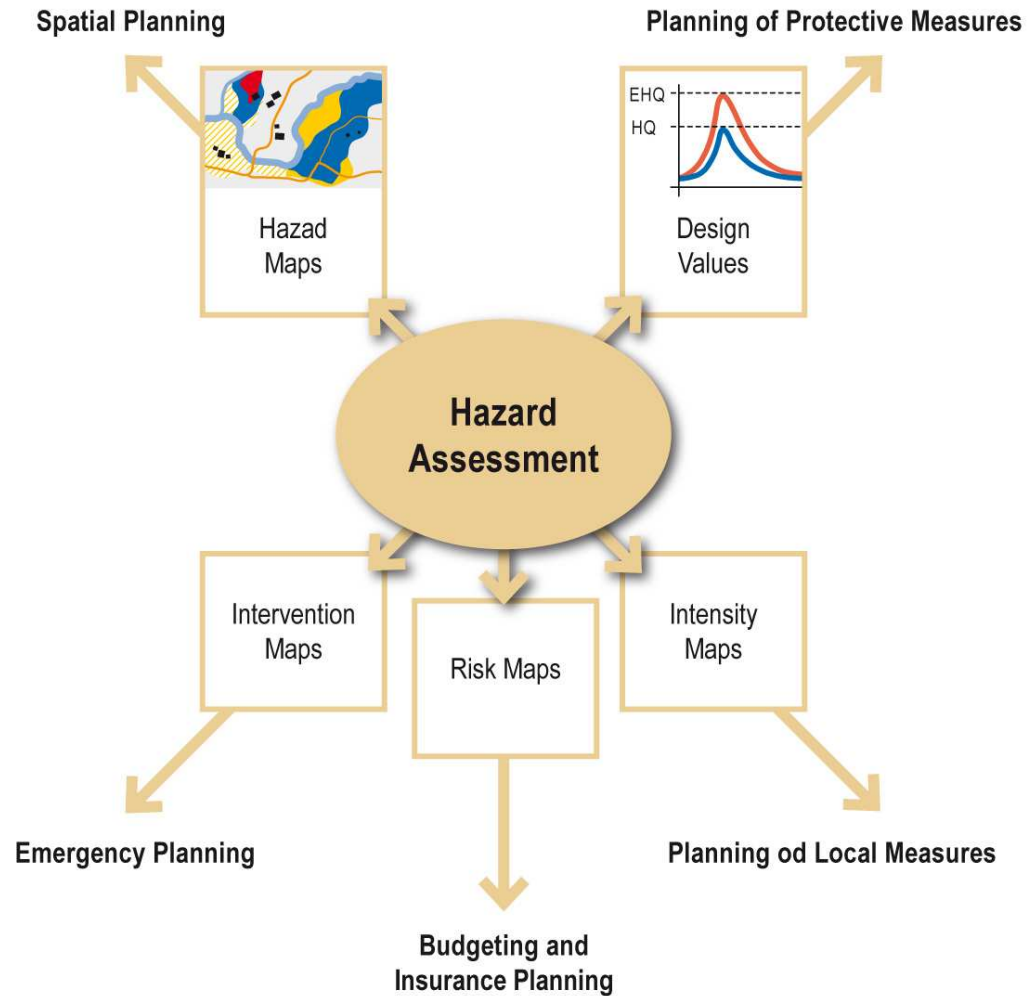 Spatial Planning
Planning of Protective Measures
EHQ
HQ
Hazad
Maps
Design
Values
Hazard
Assessment
Intervention
Maps
Risk Maps
Intensity
Maps
Emergency Planning
Planning od Local Measures
Budgeting and
Insurance Planning